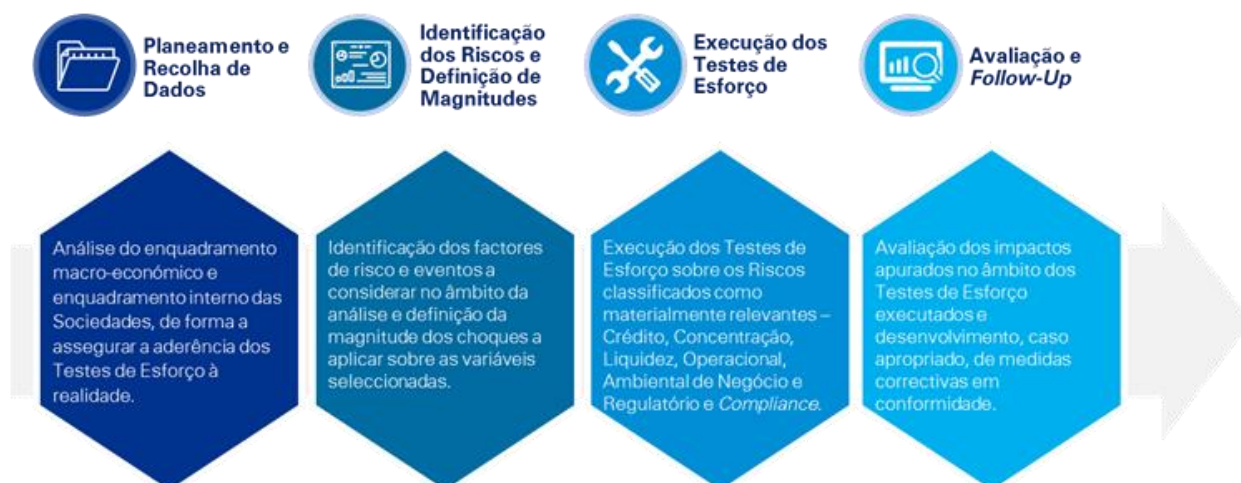 Planeamento e
Recolha de
Dados
Identificação
dos Riscos e
Definição de
Magnitudes
Execução dos
Testes de
Esforço
Avaliação e
Follow-Up
Análise do enquadramento
macro-económico e
enquadramento interno das
Sociedades, de forma a
assegurar a aderência dos
Testes de Esforço à
realidade.
Identificação dos factores
de risco e eventos a
considerar no âmbito da
análise e definição da
magnitude dos choques a
aplicar sobre as variáveis
seleccionadas.
Execução dos Testes de
Esforço sobre os Riscos
classificados como
materialmente relevantes –
Crédito, Concentração,
Liquidez, Operacional,
Ambiental de Negócio e
Regulatório e Compliance.
Avaliação dos impactos
apurados no âmbito dos
Testes de Esforço
executados e
desenvolvimento, caso
apropriado, de medidas
correctivas em
conformidade.